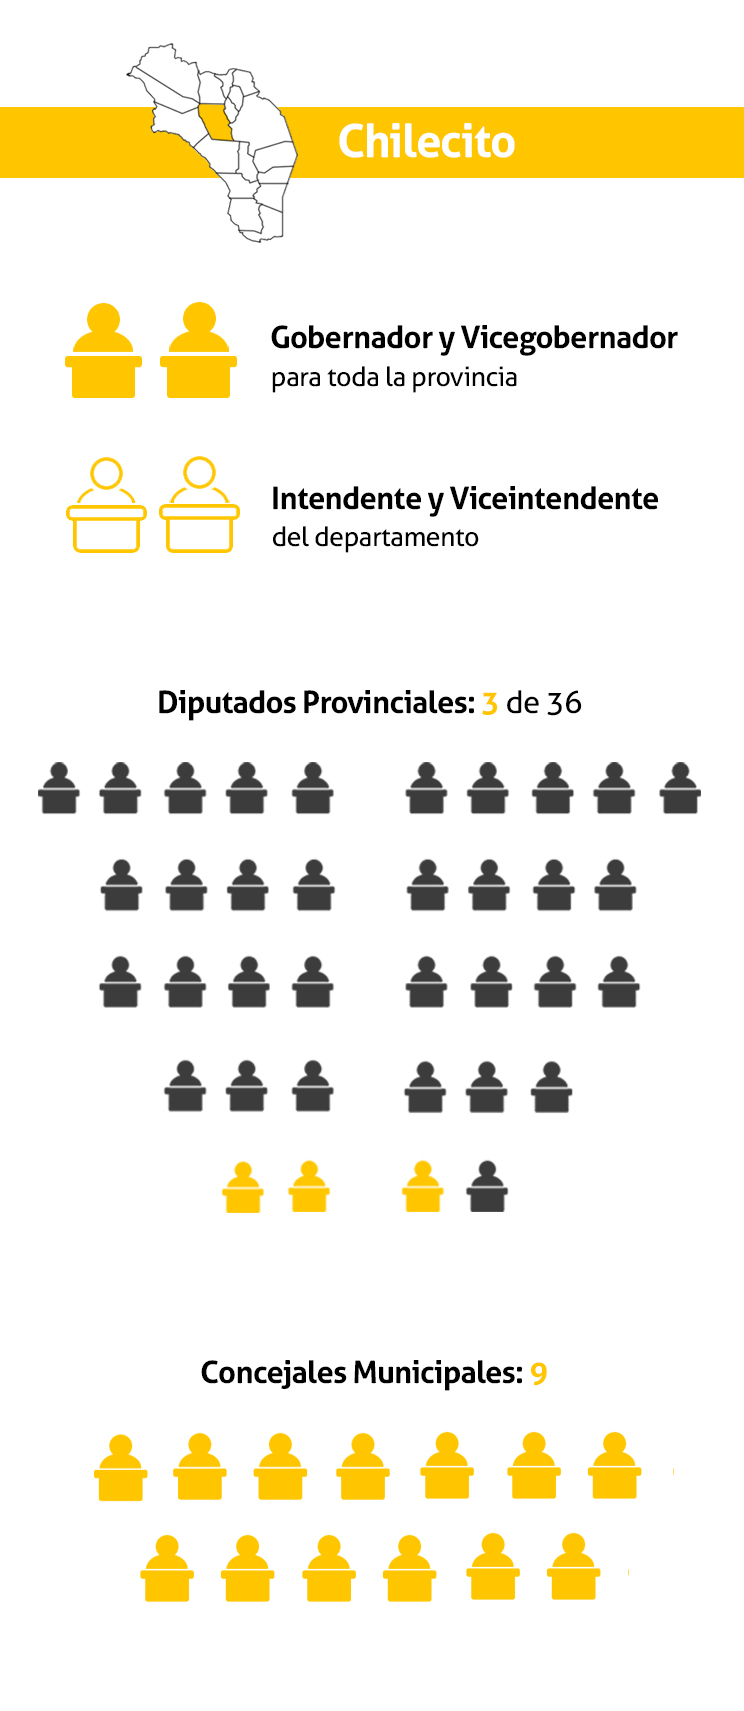 Chilecito
Gobernador y Vicegobernador
para toda la provincia
Intendente y Viceintendente
del departamento
Diputados Provinciales: 3 de 36
Concejales Municipales: 9